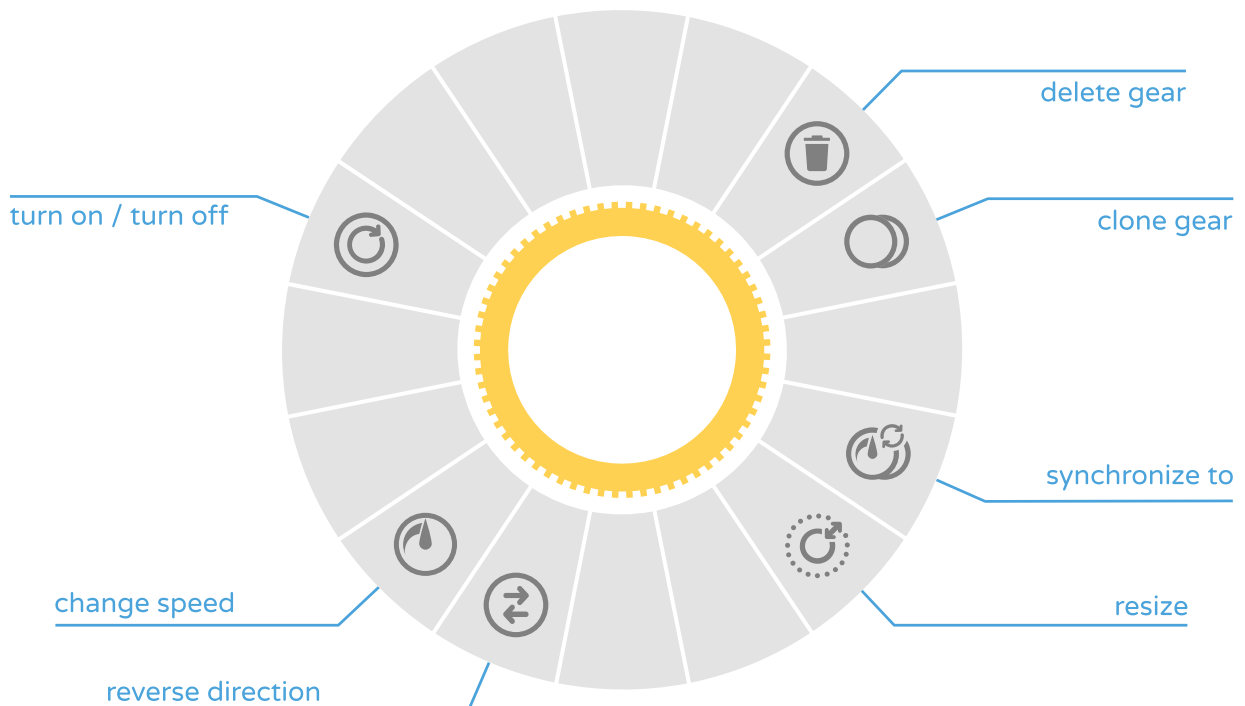 delete gear
turn on / turn off
clone gear
synchronize to
change speed
resize
reverse direction